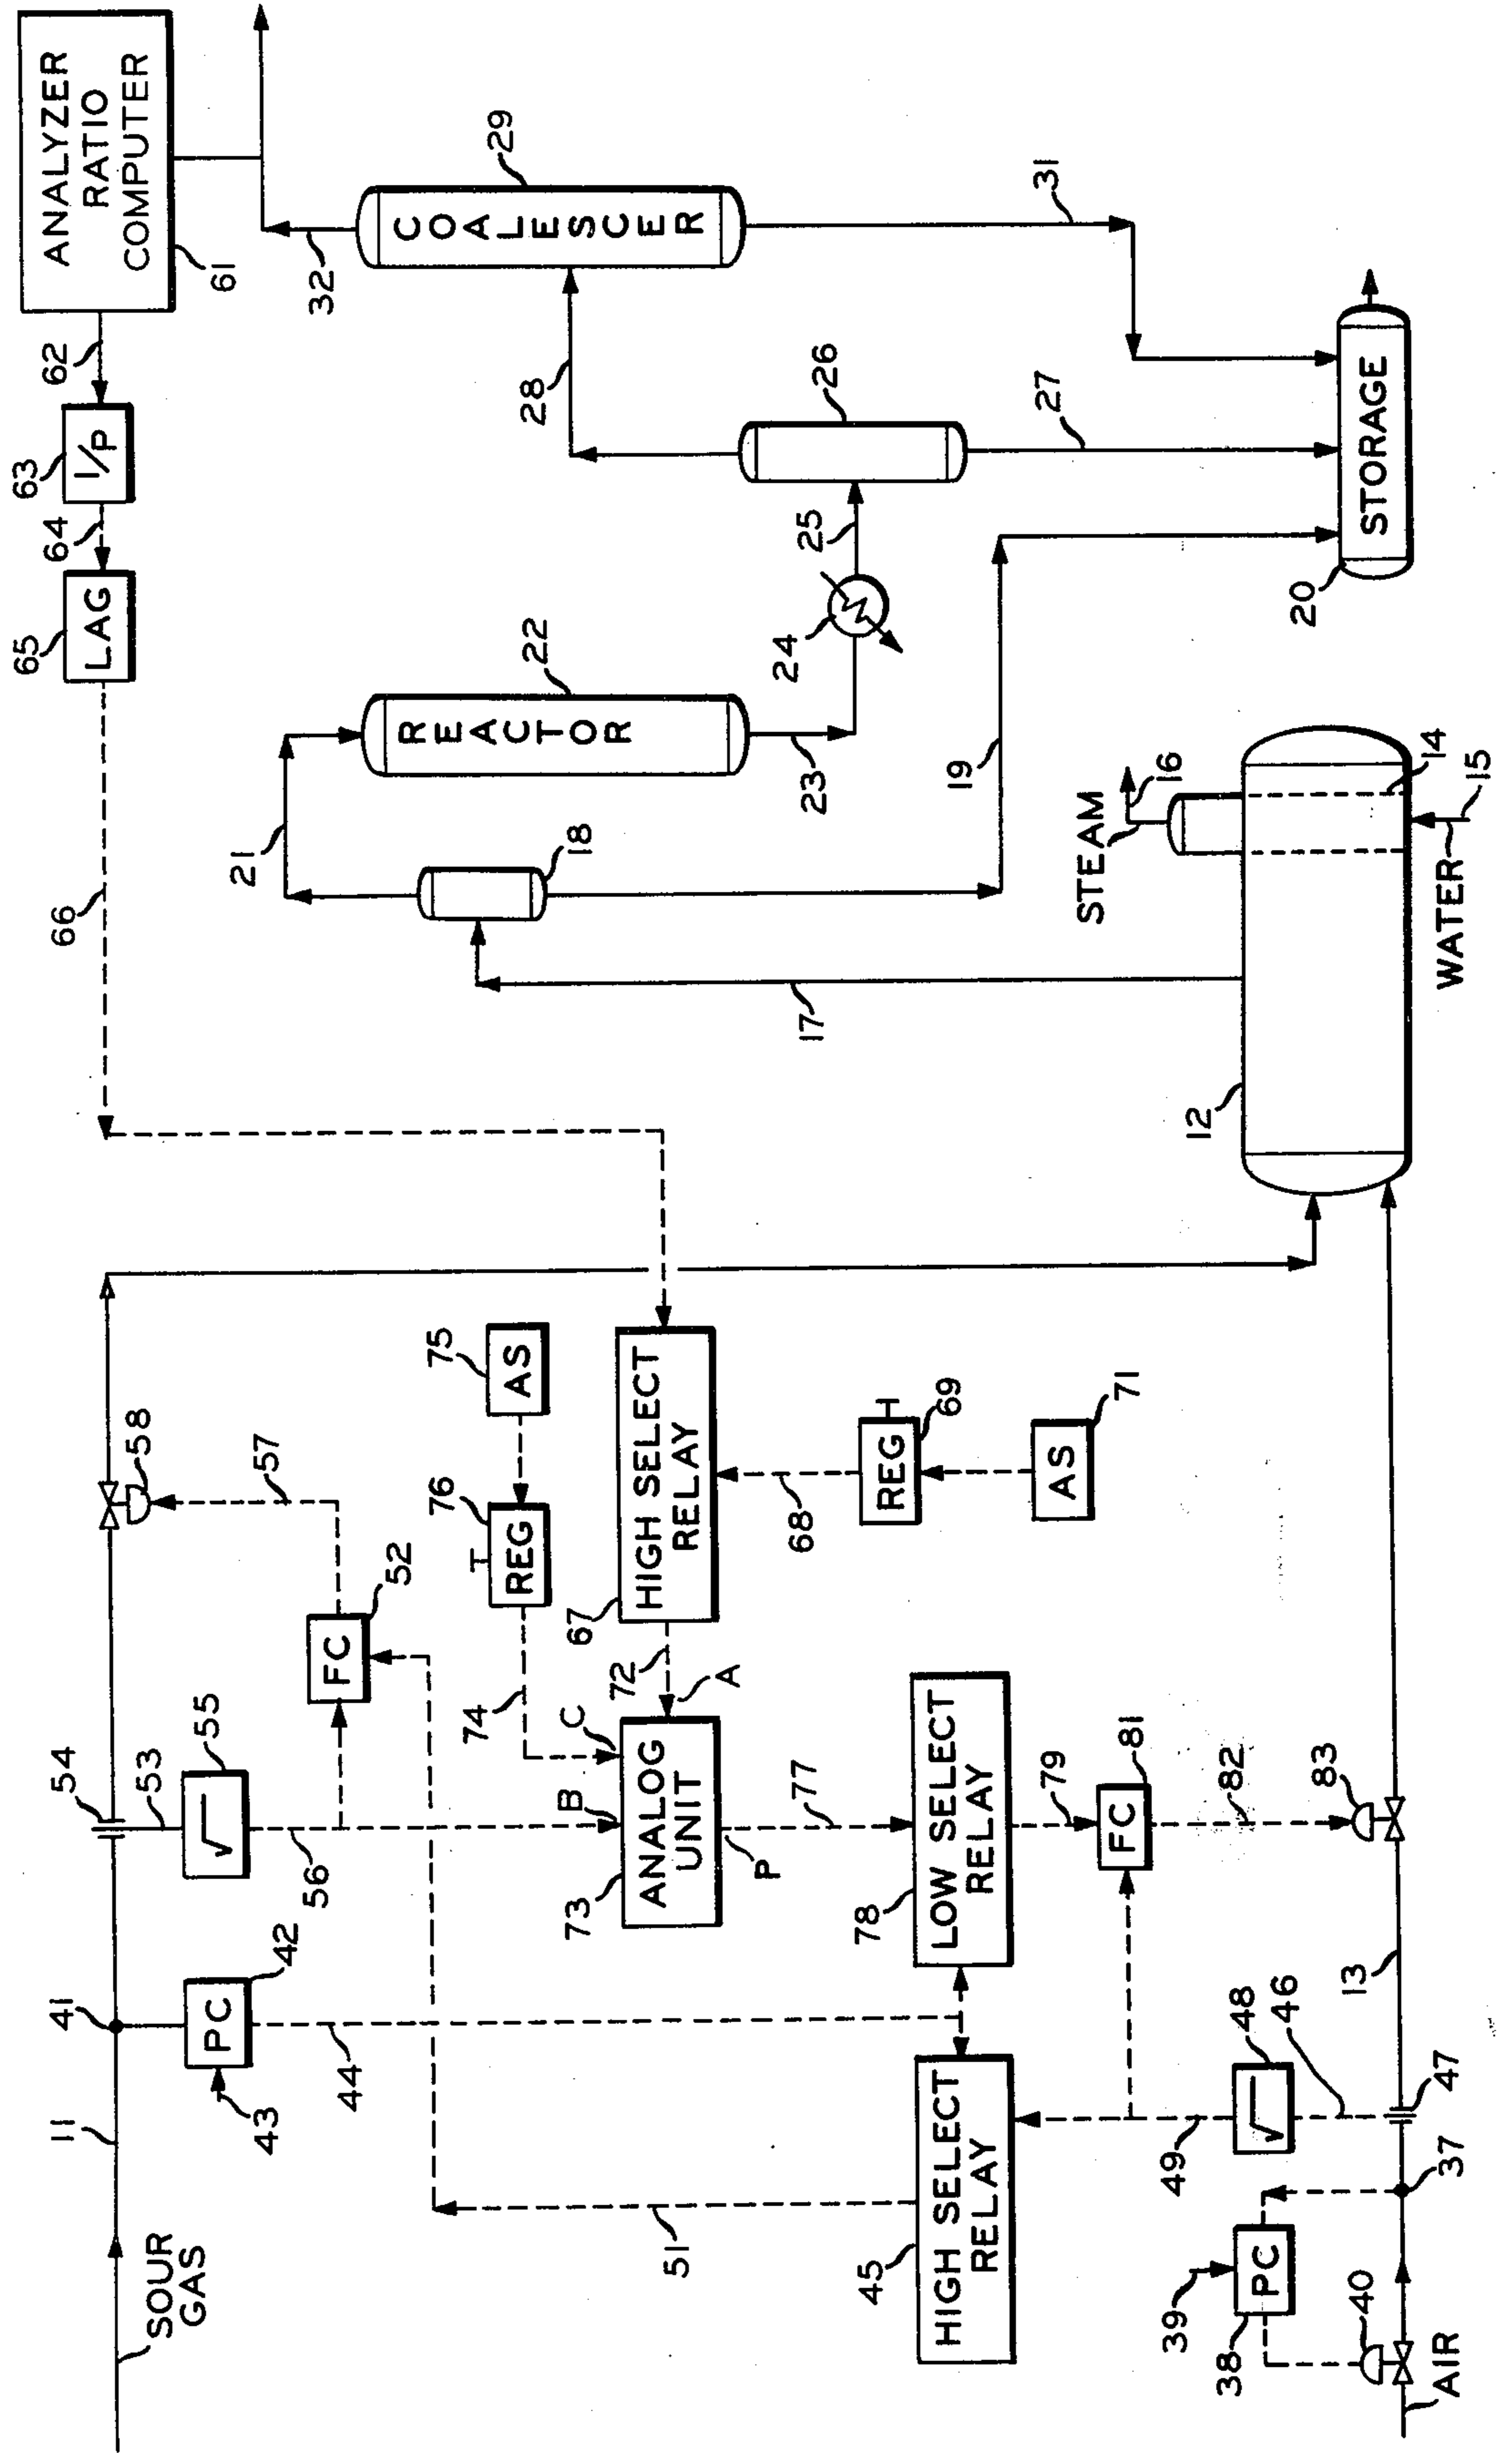 ANALYZER
RATIO
COMPUTER
61
62
I/P
63
64
LAG
65
66
32
COALESCER
29
28
31
26
27
25
24
REACTOR
22
23
21
18
19
17
STORAGE
20
STEAM
16
14
15
WATER
12
58
57
75
AS
76
REG
74
52
FC
54
53
55
√
56
HIGH SELECT
RELAY
67
68
REG
69
AS
71
72
A
C
B
ANALOG
UNIT
73
P
77
LOW SELECT
RELAY
78
79
FC
81
82
83
41
42
PC
43
44
11
SOUR
GAS
51
HIGH SELECT
RELAY
45
13
46
48
√
49
47
37
39
PC
38
40
AIR